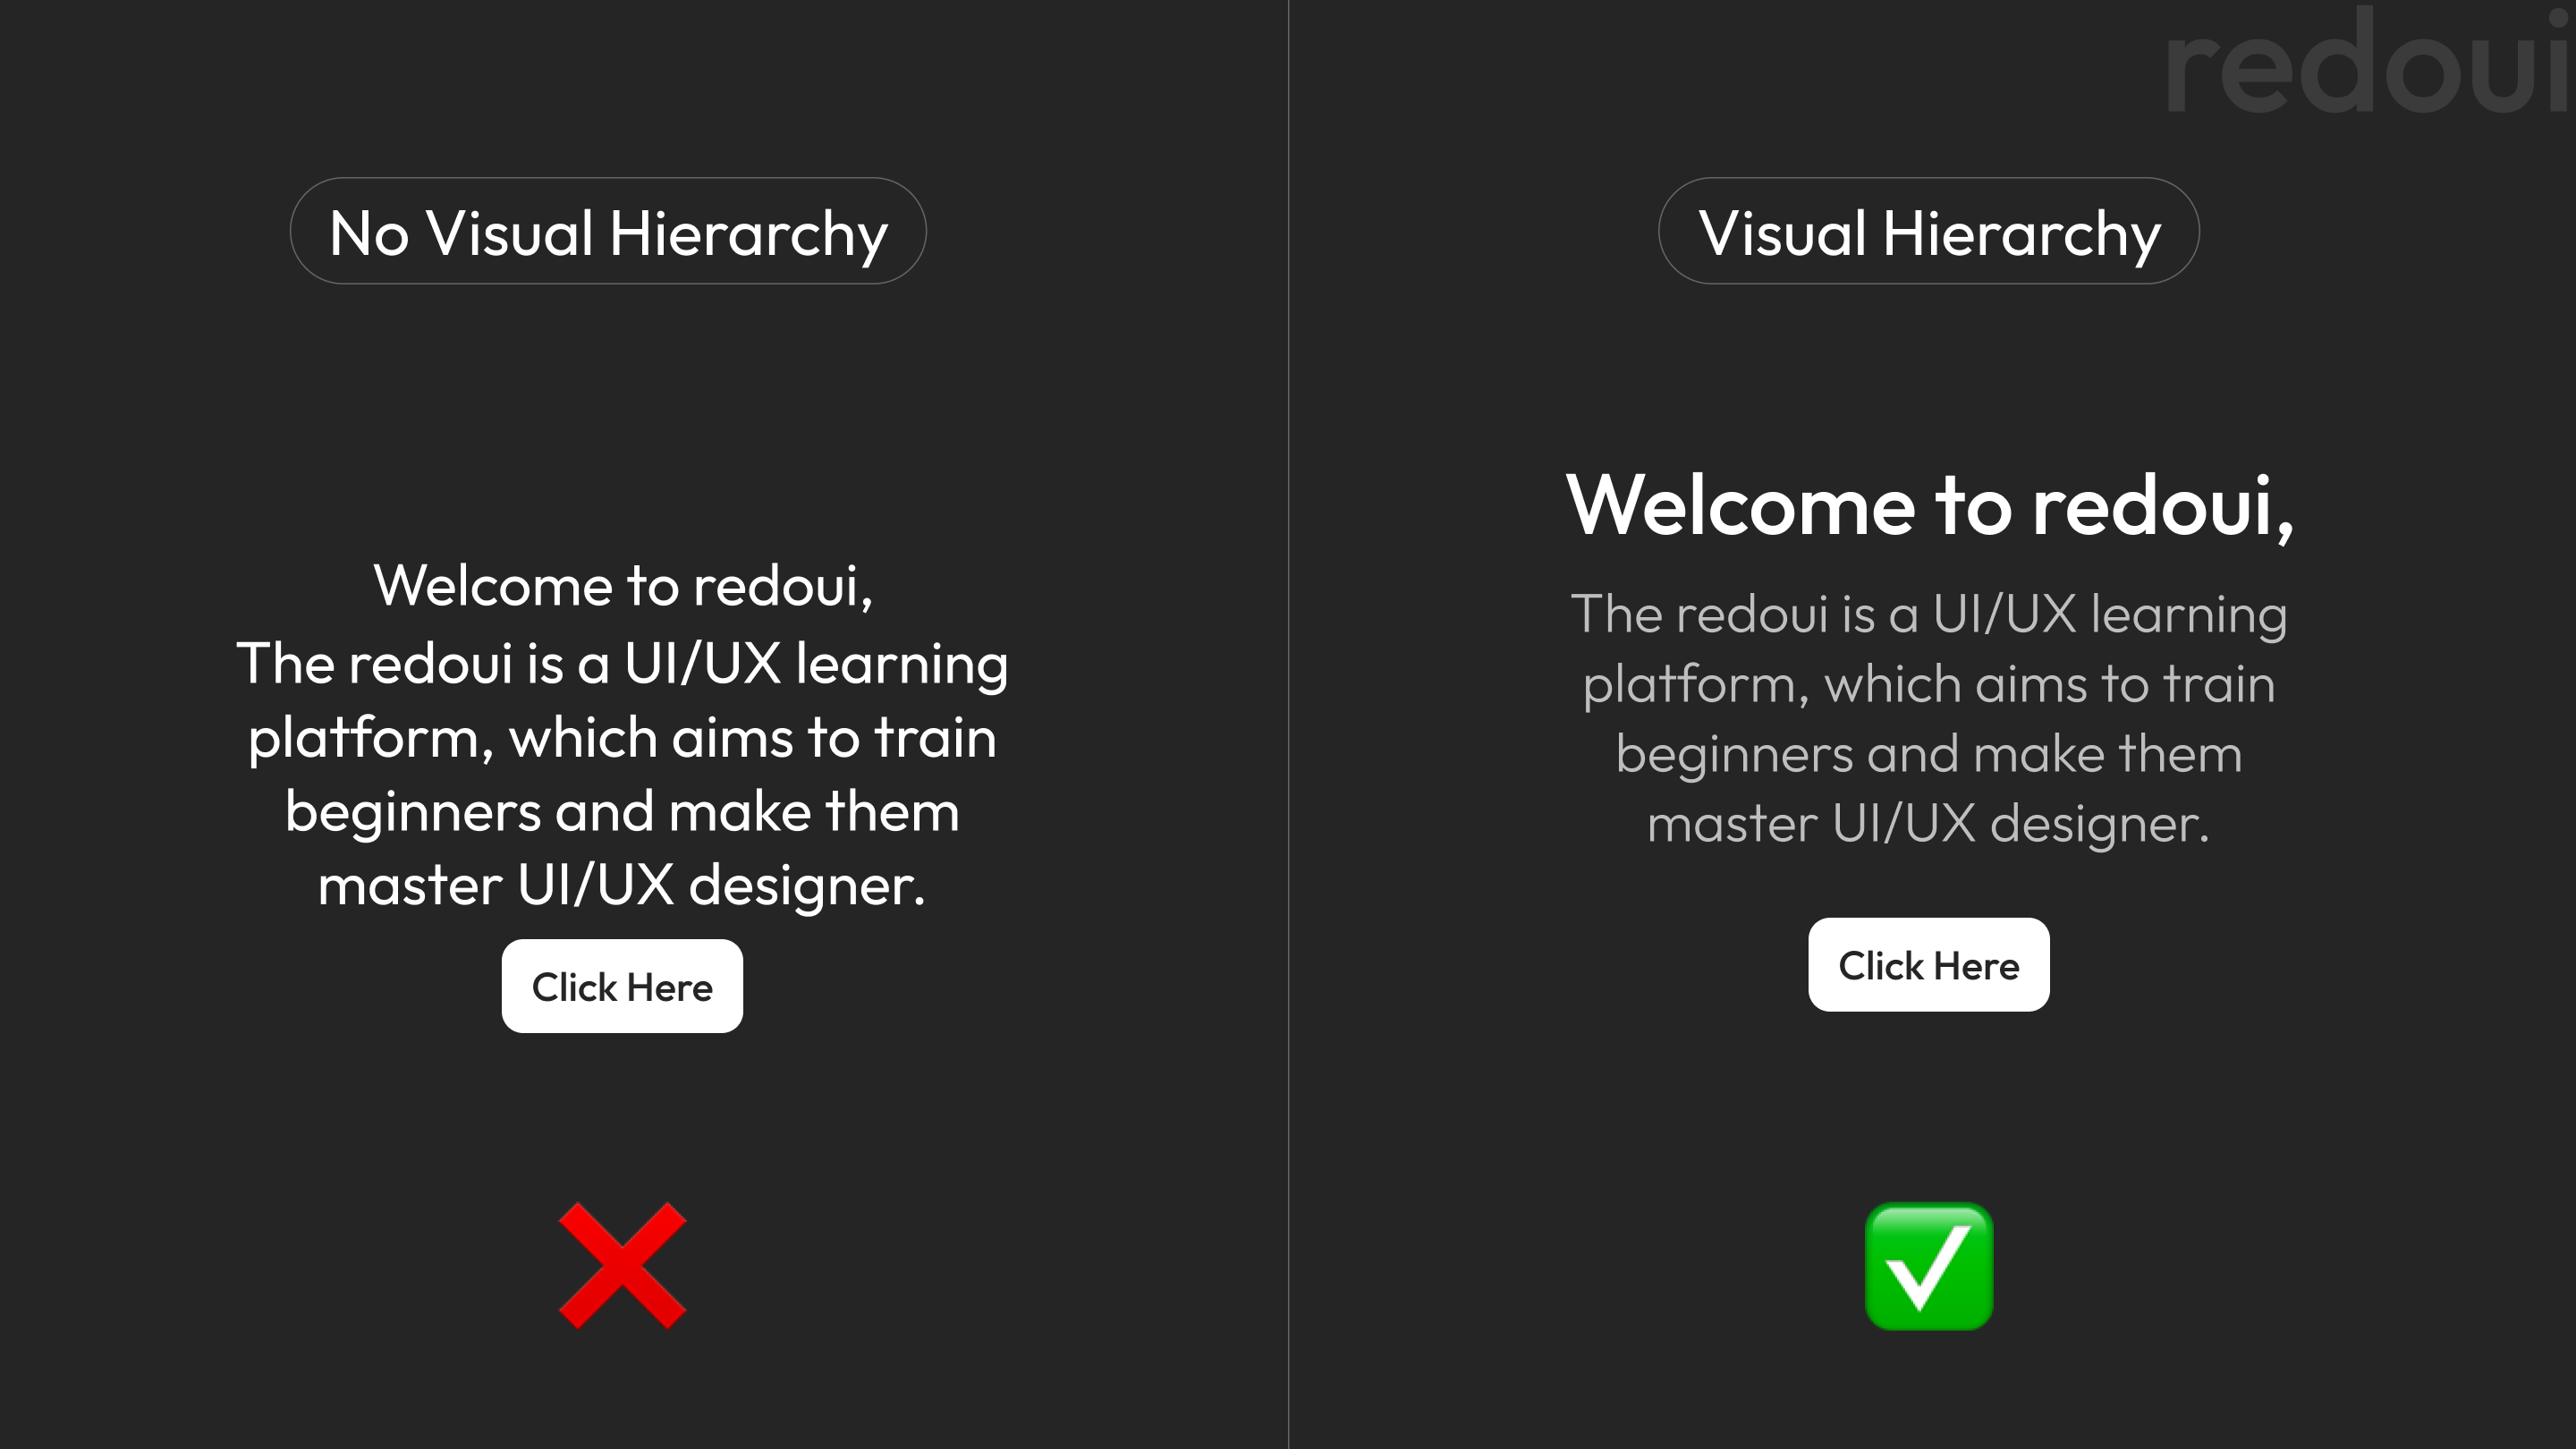 redoui
No Visual Hierarchy
Welcome to redoui,
The redoui is a UI/UX learning
platform, which aims to train
beginners and make them
master UI/UX designer.
Click Here
Visual Hierarchy
Welcome to redoui,
The redoui is a UI/UX learning
platform, which aims to train
beginners and make them
master UI/UX designer.
Click Here